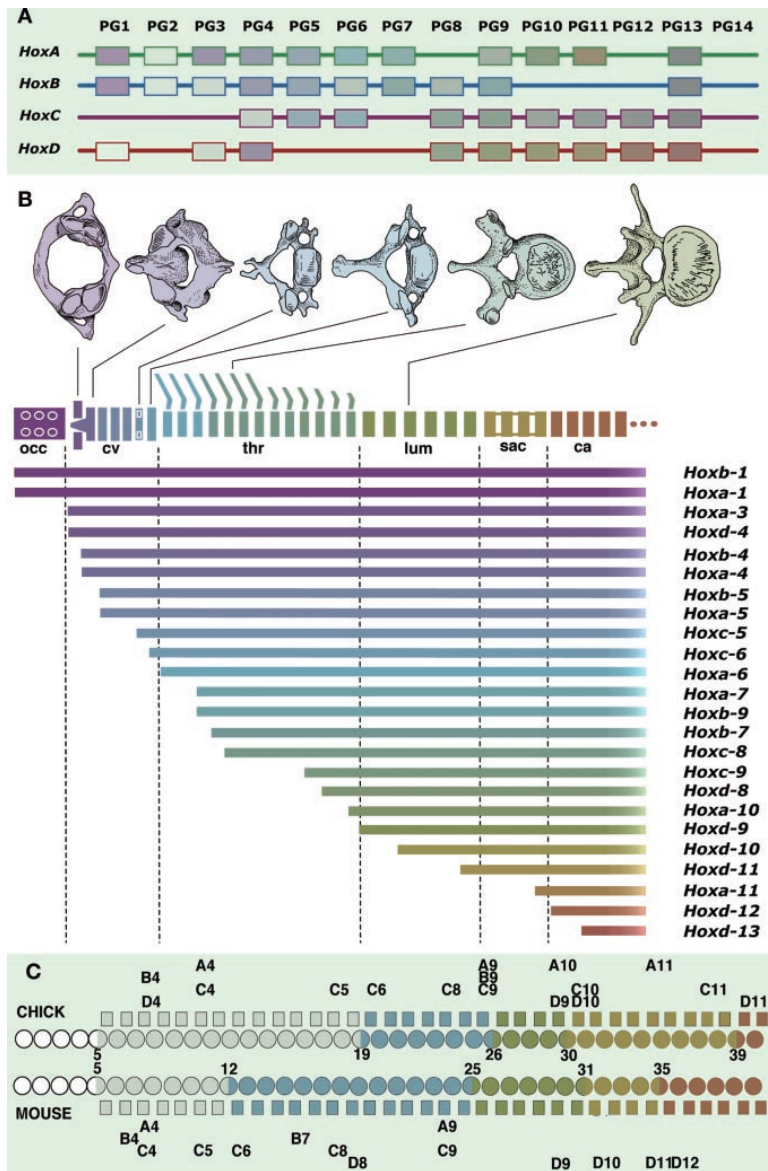 A
PG1 PG2 PG3 PG4 PG5 PG6 PG7 PG8 PG9 PG10 PG11 PG12 PG13 PG14
HoxA
HoxB
HoxC
HoxD
B
occ cv thr lum sac ca
Hoxb-1
Hoxa-1
Hoxa-3
Hoxd-4
Hoxb-4
Hoxa-4
Hoxb-5
Hoxa-5
Hoxc-5
Hoxc-6
Hoxa-6
Hoxa-7
Hoxb-9
Hoxb-7
Hoxc-8
Hoxc-9
Hoxd-8
Hoxa-10
Hoxd-9
Hoxd-10
Hoxd-11
Hoxa-11
Hoxd-12
Hoxd-13
C
A4 A9 A10 A11
B4 B9
C4 C5 C6 C8 C9 C10 C11
D4 D9 D10 D11
CHICK
5 19 26 30 39
5 12 25 31 35
MOUSE
A4 A9
B4 B7
C4 C5 C6 C8 C9
D8 D9 D10 D11 D12